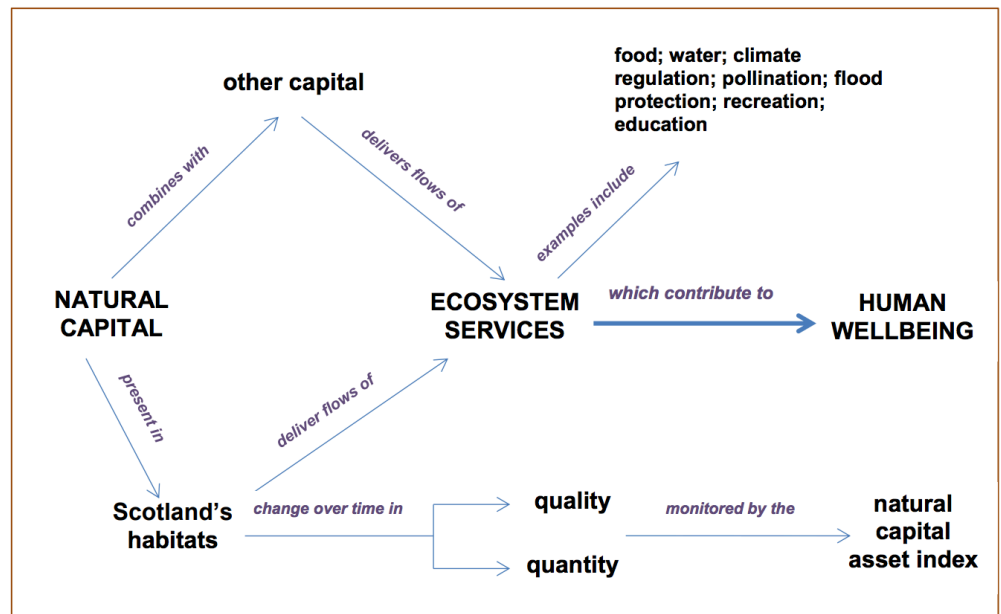 food; water; climate
regulation; pollination; flood
protection; recreation;
education
other capital
combines with
delivers flows of
examples include
NATURAL
CAPITAL
ECOSYSTEM
SERVICES
which contribute to
HUMAN
WELLBEING
present in
deliver flows of
Scotland's
habitats
change over time in
quality
quantity
monitored by the
natural
capital
asset index